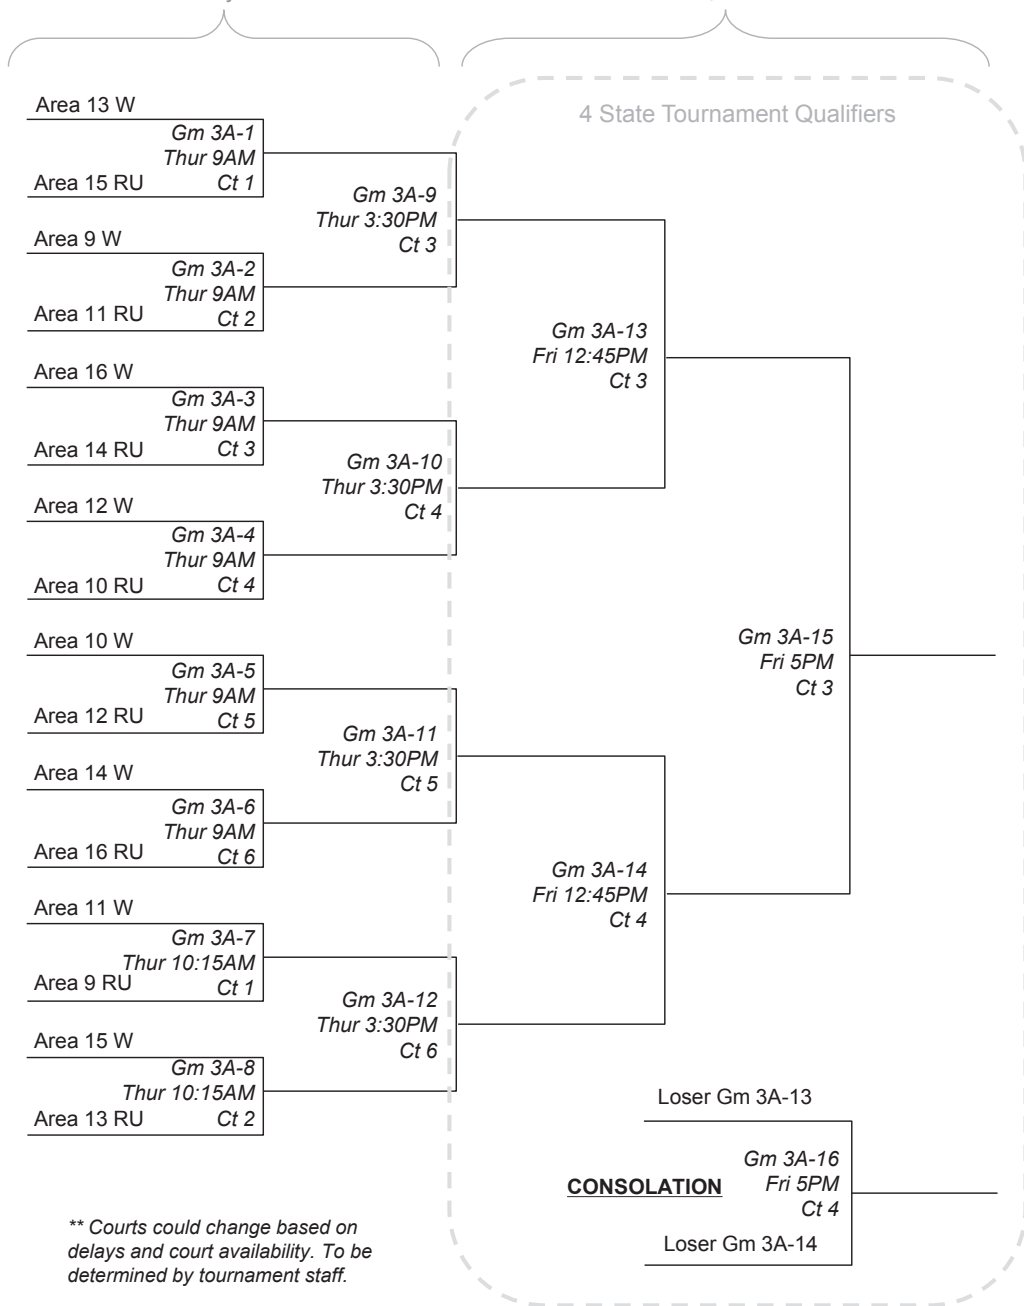 4 State Tournament Qualifiers
Area 13 W
Gm 3A-1
Thur 9AM
Area 15 RU
Ct 1
Gm 3A-9
Thur 3:30PM
Ct 3
Area 9 W
Gm 3A-2
Thur 9AM
Area 11 RU
Ct 2
Gm 3A-13
Fri 12:45PM
Ct 3
Area 16 W
Gm 3A-3
Thur 9AM
Area 14 RU
Ct 3
Gm 3A-10
Thur 3:30PM
Ct 4
Area 12 W
Gm 3A-4
Thur 9AM
Area 10 RU
Ct 4
Gm 3A-15
Fri 5PM
Ct 3
Area 10 W
Gm 3A-5
Thur 9AM
Area 12 RU
Ct 5
Gm 3A-11
Thur 3:30PM
Ct 5
Area 14 W
Gm 3A-6
Thur 9AM
Area 16 RU
Ct 6
Gm 3A-14
Fri 12:45PM
Ct 4
Area 11 W
Gm 3A-7
Thur 10:15AM
Area 9 RU
Ct 1
Gm 3A-12
Thur 3:30PM
Ct 6
Area 15 W
Gm 3A-8
Thur 10:15AM
Area 13 RU
Ct 2
Loser Gm 3A-13
Gm 3A-16
CONSOLATION
Fri 5PM
Ct 4
Loser Gm 3A-14
** Courts could change based on
delays and court availability. To be
determined by tournament staff.